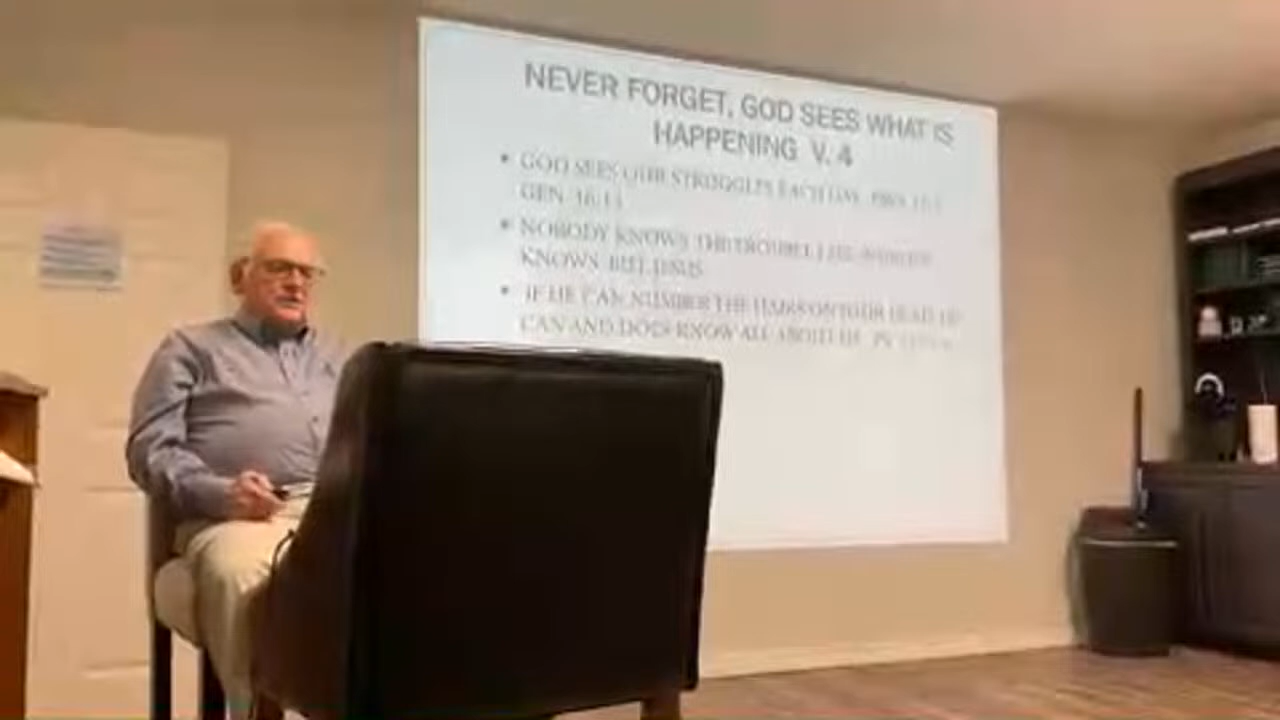 NEVER FORGET, GOD SEES WHAT IS
HAPPENING V. 4
• GOD SEES OUR STRUGGLES EACH DAY
GEN. 16:13
• NOBODY KNOWS THE TROUBLE I SEE
KNOWS BUT JESUS
• IF HE CAN NUMBER THE HAIRS ON YOUR HEAD, HE
CAN AND DOES KNOW ALL ABOUT US